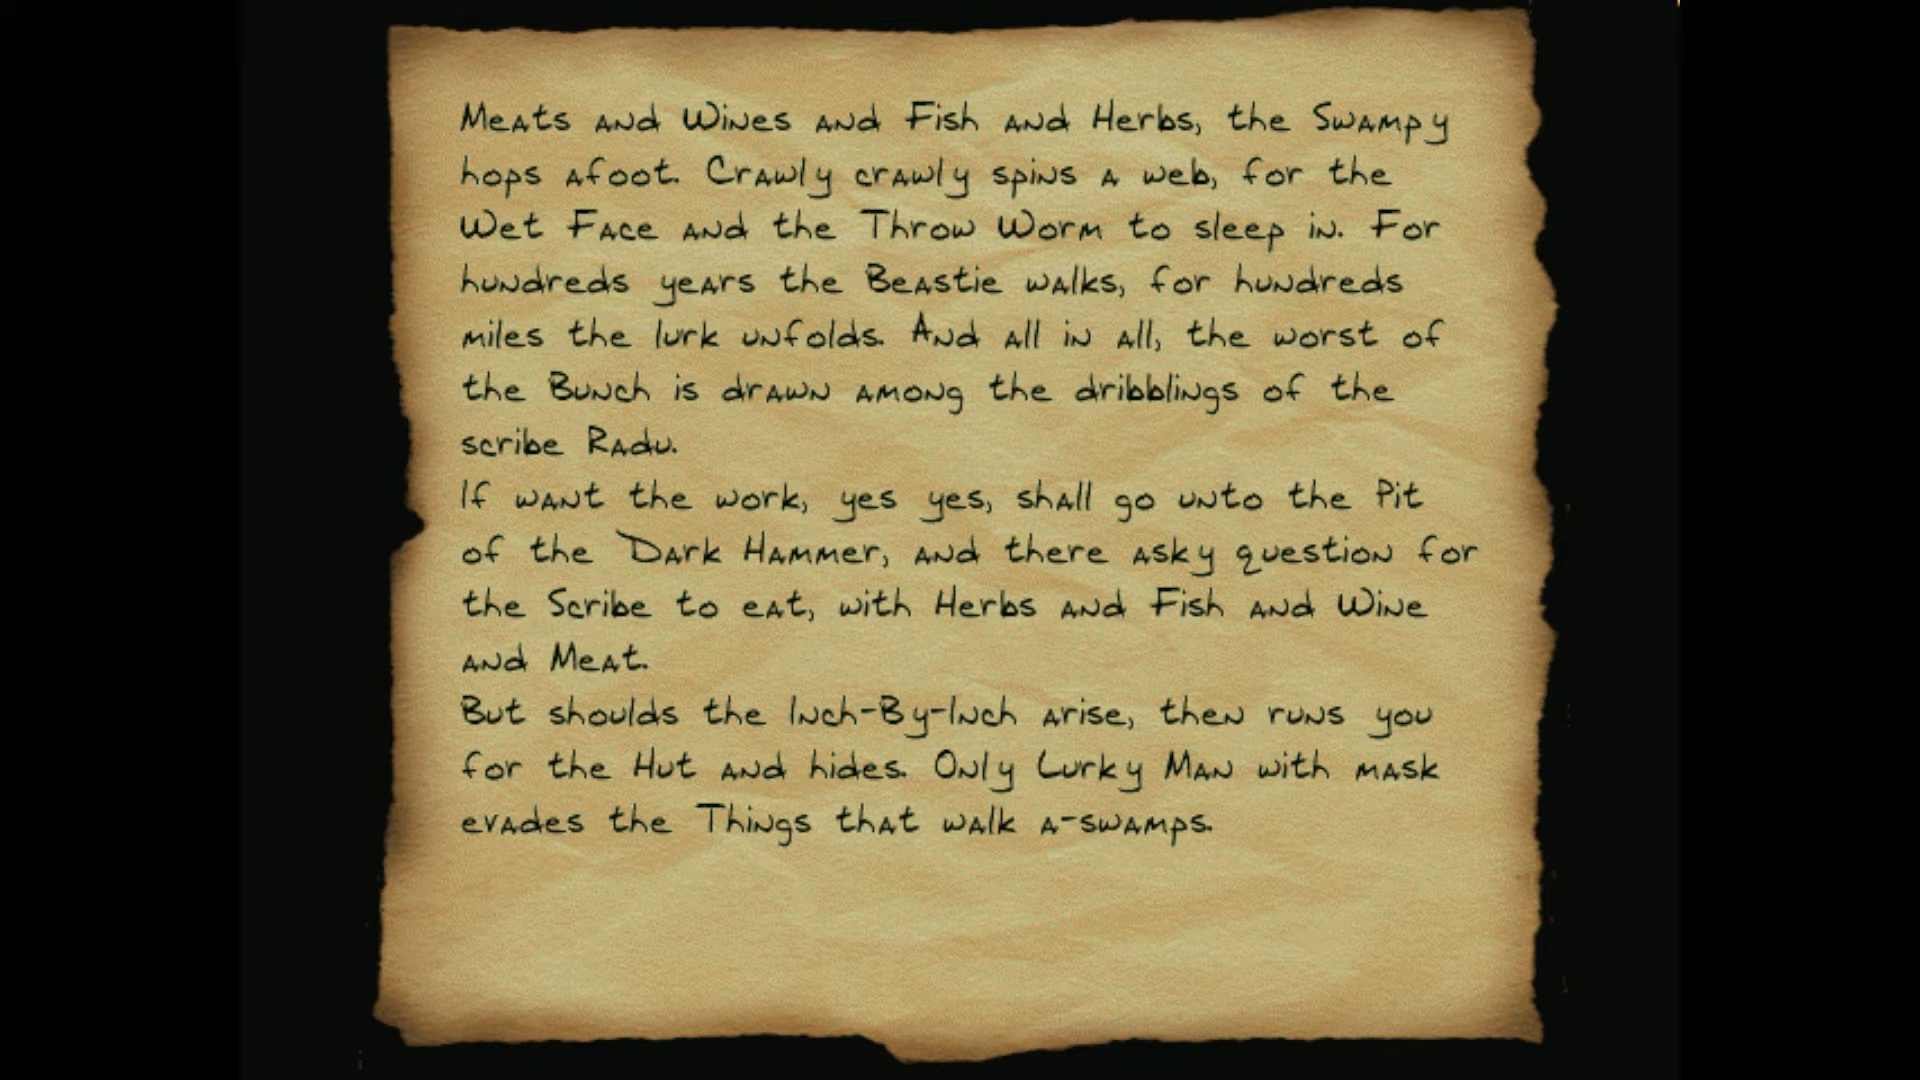 Meats and Wines and Fish and Herbs, the Swampy
hops afoot. Crawly crawly spins a web, for the
Wet Face and the Throw Worm to sleep in. For
hundreds years the Beastie walks, for hundreds
miles the lurk unfolds. And all in all, the worst of
the Bunch is drawn among the dribblings of the
scribe Radu.
If want the work, yes yes, shall go unto the Pit
of the Dark Hammer, and there asky question for
the Scribe to eat, with Herbs and Fish and Wine
and Meat.
But shoulds the Inch-By-Inch arise, then runs you
for the Hut and hides. Only Lurky Man with mask
evades the Things that walk a-swamps.